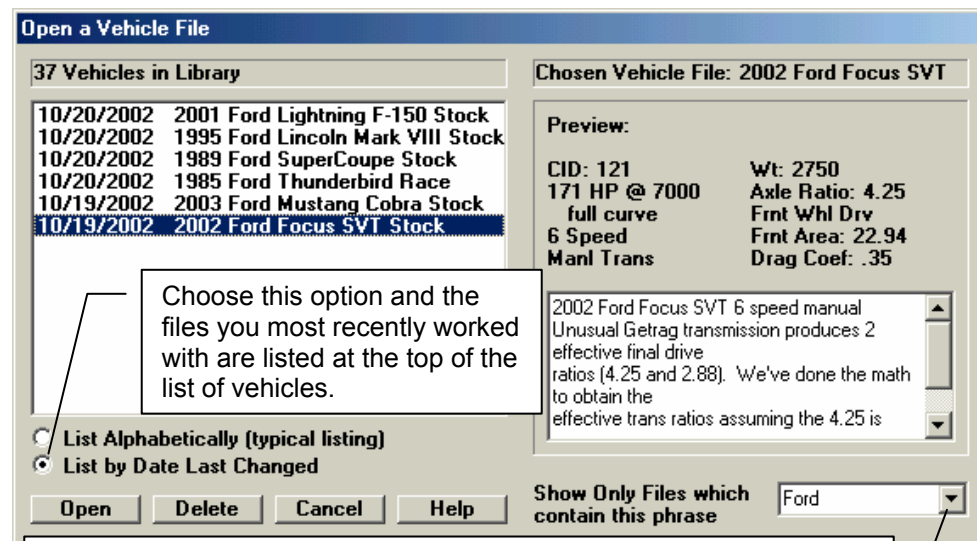 Open a Vehicle File
37 Vehicles in Library
10/20/2002 2001 Ford Lightning F-150 Stock
10/20/2002 1995 Ford Lincoln Mark VIII Stock
10/20/2002 1989 Ford SuperCoupe Stock
10/20/2002 1985 Ford Thunderbird Race
10/19/2002 2003 Ford Mustang Cobra Stock
10/19/2002 2002 Ford Focus SVT Stock
Choose this option and the
files you most recently worked
with are listed at the top of the
list of vehicles.
List Alphabetically (typical listing)
List by Date Last Changed
Open Delete Cancel Help
Chosen Vehicle File: 2002 Ford Focus SVT
Preview:
CID: 121 Wt: 2750
171 HP @ 7000 Axle Ratio: 4.25
full curve Frnt Whl Drv
6 Speed Frnt Area: 22.94
Manl Trans Drag Coef: .35
2002 Ford Focus SVT 6 speed manual
Unusual Getrag transmission produces 2
effective final drive
ratios (4.25 and 2.88). We've done the math
to obtain the
effective trans ratios assuming the 4.25 is
Show Only Files which
contain this phrase
Ford